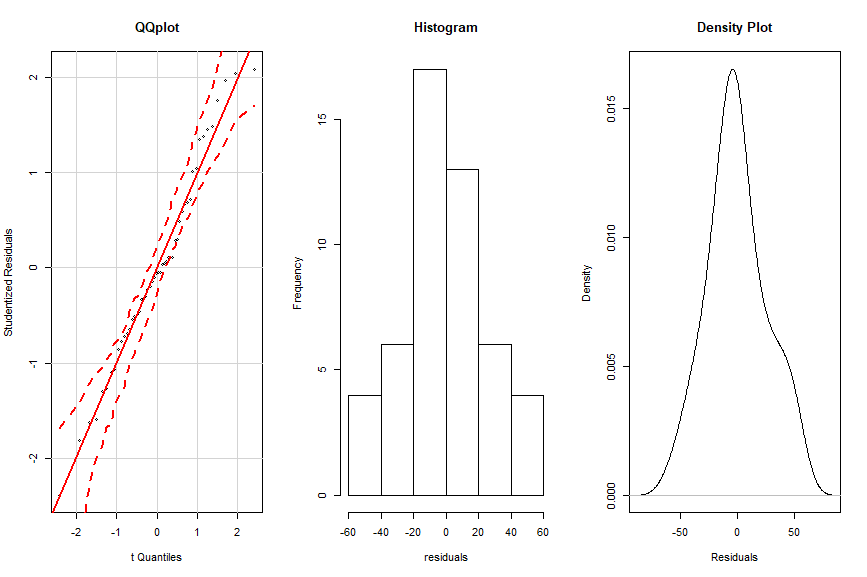 QQplot
Studentized Residuals
2
1
0
-1
-2
-2 -1 0 1 2
t Quantiles
Histogram
Frequency
15
10
5
0
-60 -40 -20 0 20 40 60
residuals
Density Plot
Density
0.015
0.010
0.005
0.000
-50 0 50
Residuals